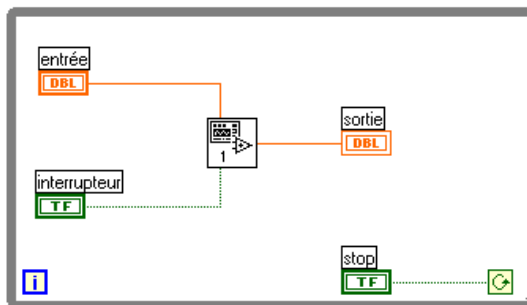 entrée
DBL
sortie
DBL
1
interrupteur
TF
stop
TF
i